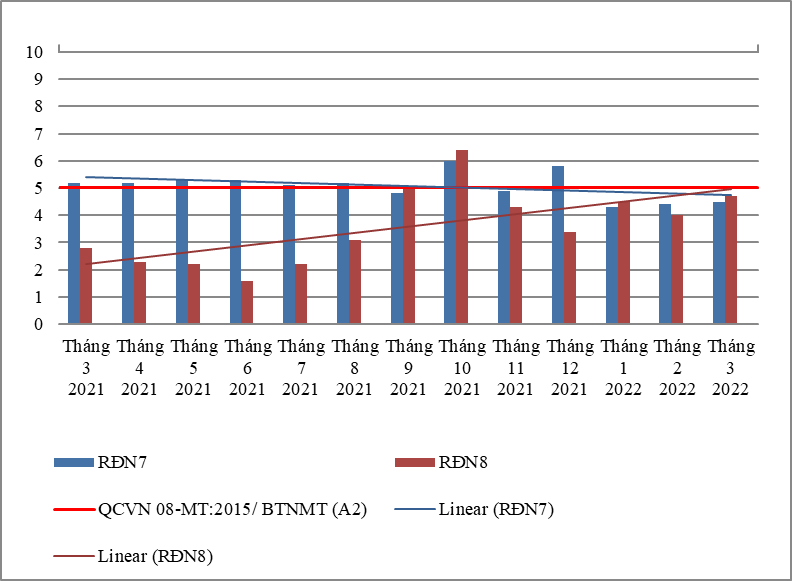 10
9
8
7
6
5
4
3
2
1
0
Tháng Tháng Tháng Tháng Tháng Tháng Tháng Tháng Tháng Tháng Tháng Tháng Tháng
3 4 5 6 7 8 9 10 11 12 1 2 3
2021 2021 2021 2021 2021 2021 2021 2021 2021 2021 2022 2022 2022
RĐN7 RĐN8
QCVN 08-MT:2015/ BTNMT (A2) Linear (RĐN7)
Linear (RĐN8)